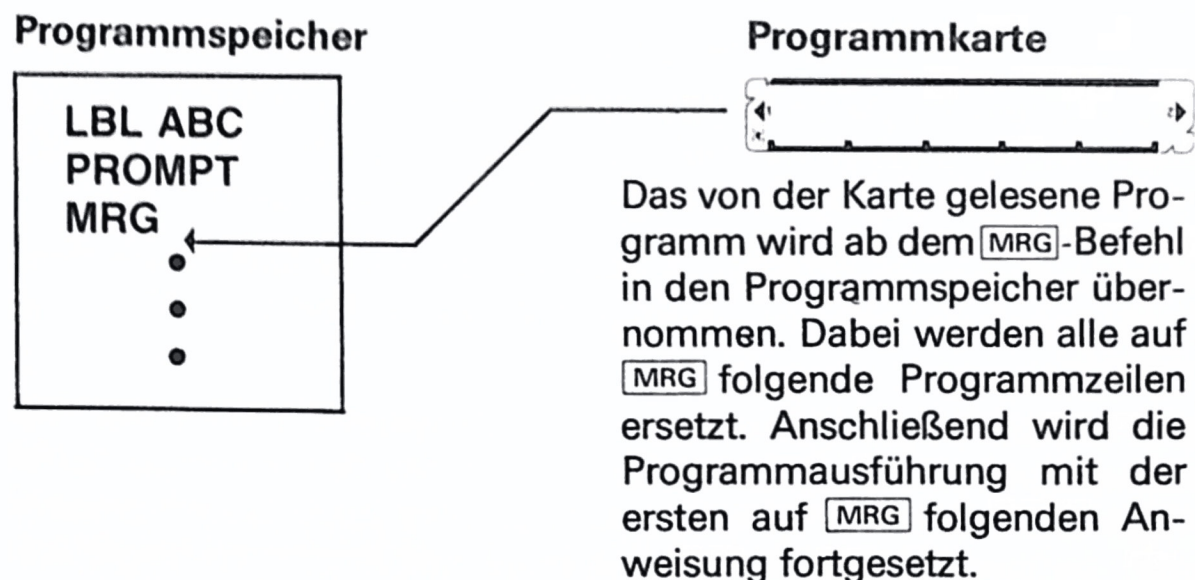 Programmspeicher
LBL ABC
PROMPT
MRG
Programmkarte
Das von der Karte gelesene Pro-
gramm wird ab dem MRG-Befehl
in den Programmspeicher über-
nommen. Dabei werden alle auf
MRG folgende Programmzeilen
ersetzt. Anschließend wird die
Programmausführung mit der
ersten auf MRG folgenden An-
weisung fortgesetzt.